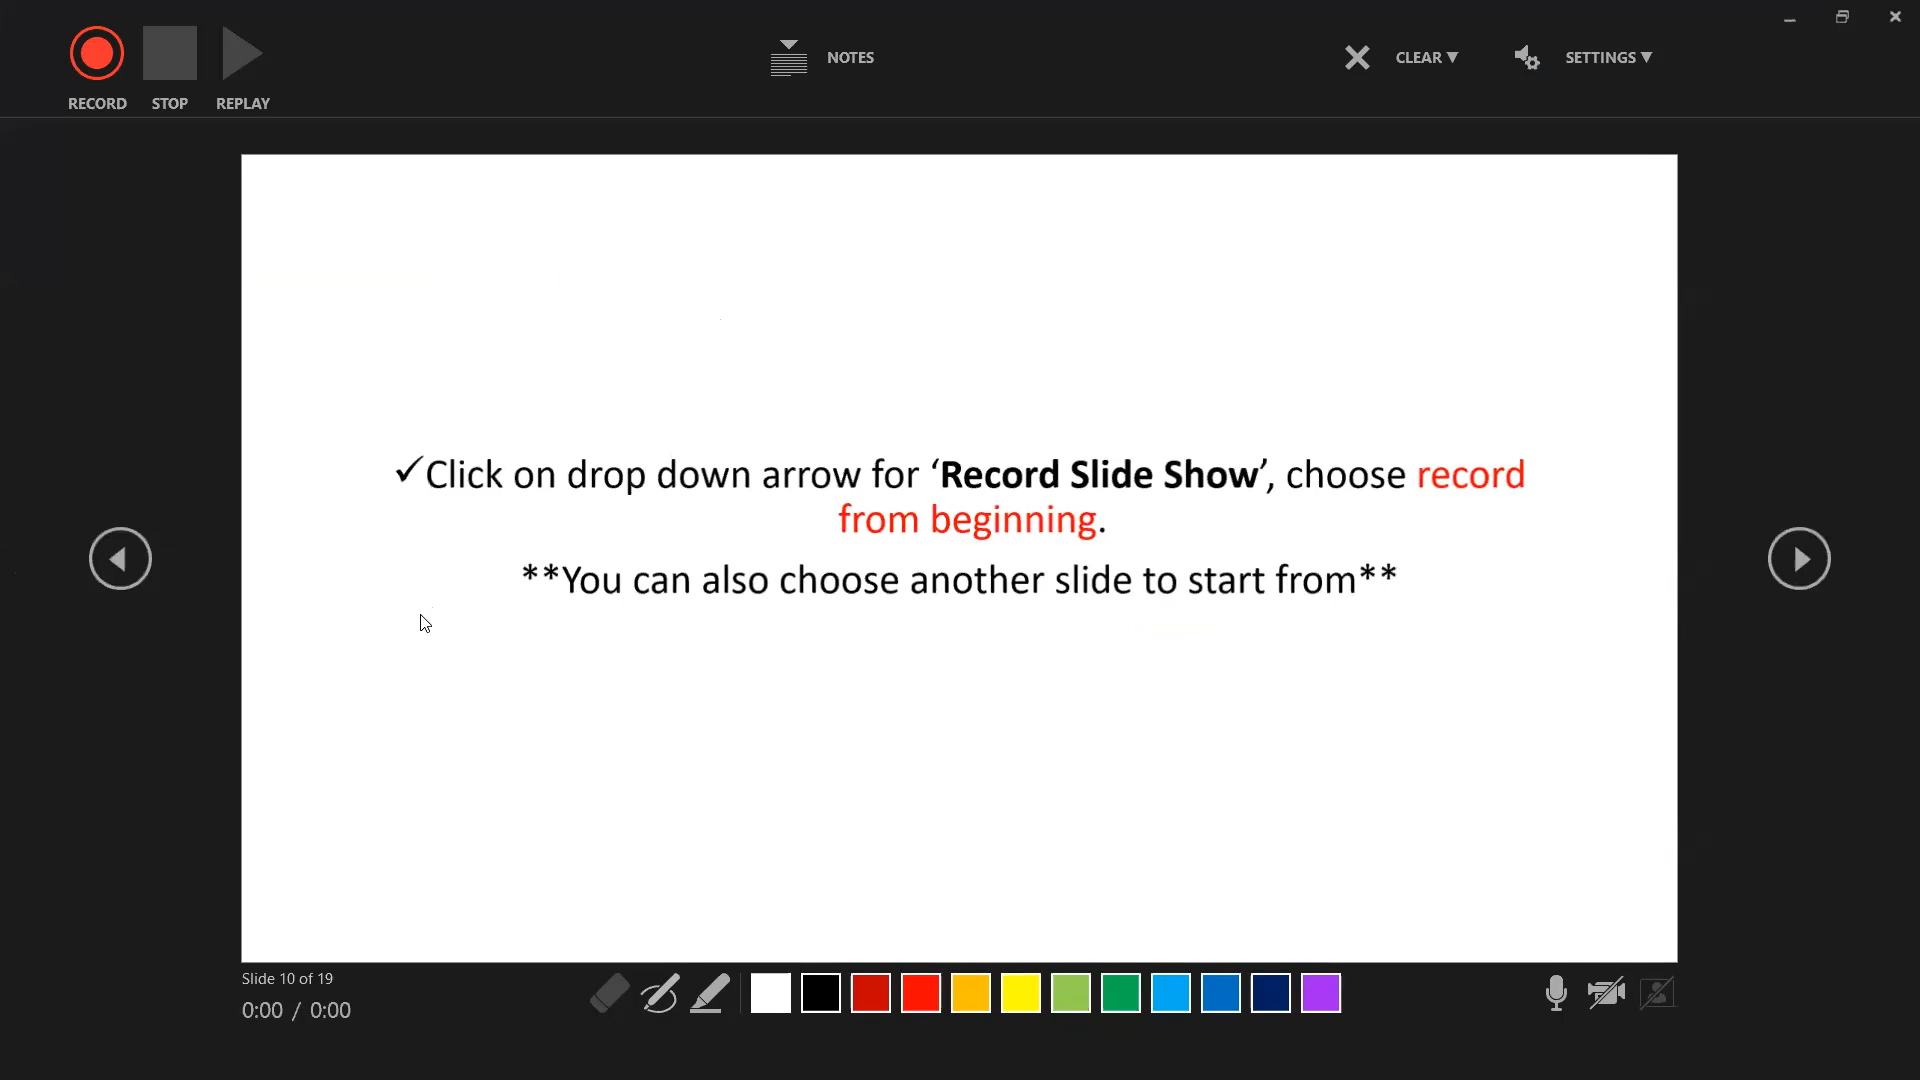 RECORD STOP REPLAY
NOTES
CLEAR
SETTINGS
✓Click on drop down arrow for ‘Record Slide Show’, choose record
from beginning.
**You can also choose another slide to start from**
Slide 10 of 19
0:00 / 0:00